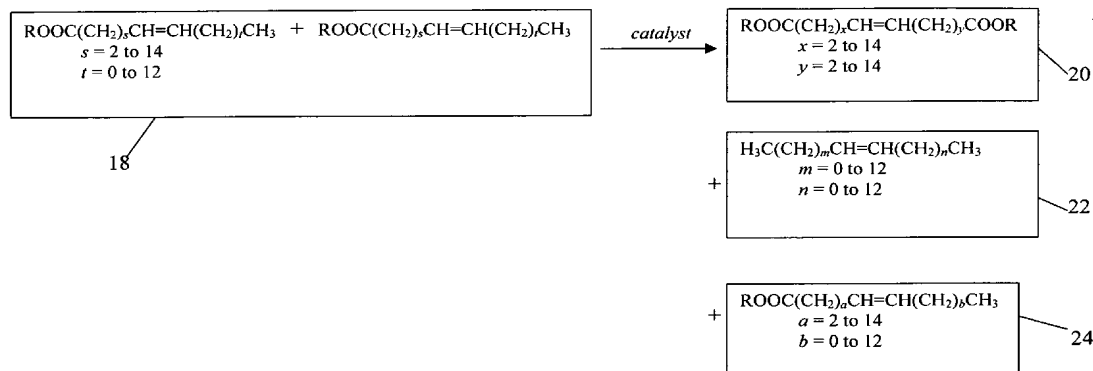 ROOC(CH₂)ₛCH=CH(CH₂)ₜCH₃ + ROOC(CH₂)ₛCH=CH(CH₂)ₜCH₃
s = 2 to 14
t = 0 to 12
18
catalyst
ROOC(CH₂)ₓCH=CH(CH₂)ᵧCOOR
x = 2 to 14
y = 2 to 14
20
+
H₃C(CH₂)ₘCH=CH(CH₂)ₙCH₃
m = 0 to 12
n = 0 to 12
22
+
ROOC(CH₂)ₐCH=CH(CH₂)bCH₃
a = 2 to 14
b = 0 to 12
24